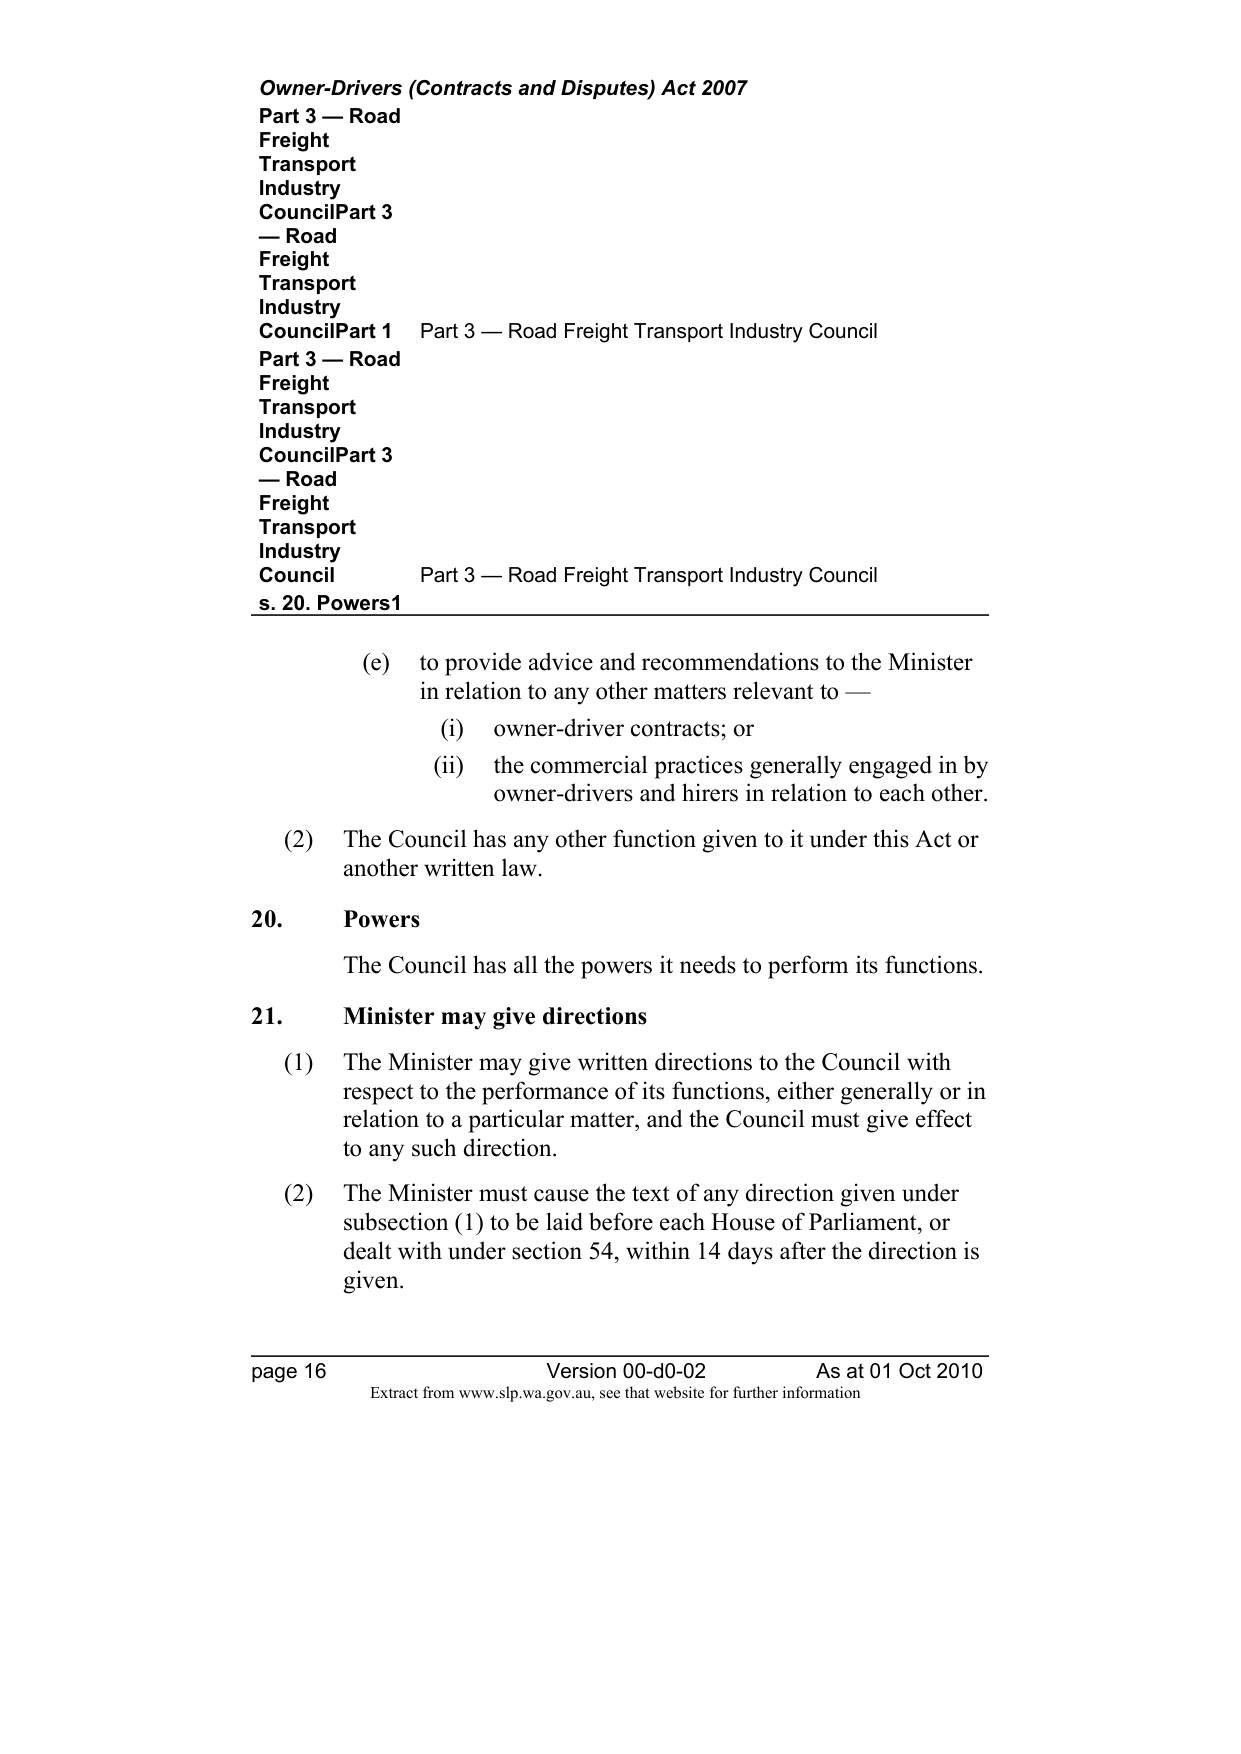 Owner-Drivers (Contracts and Disputes) Act 2007
Part 3 — Road
Freight
Transport
Industry
CouncilPart 3
— Road
Freight
Transport
Industry
CouncilPart 1 Part 3 — Road Freight Transport Industry Council
Part 3 — Road
Freight
Transport
Industry
CouncilPart 3
— Road
Freight
Transport
Industry
Council Part 3 — Road Freight Transport Industry Council
s. 20. Powers1
(e) to provide advice and recommendations to the Minister
in relation to any other matters relevant to —
(i) owner-driver contracts; or
(ii) the commercial practices generally engaged in by
owner-drivers and hirers in relation to each other.
(2) The Council has any other function given to it under this Act or
another written law.
20. Powers
The Council has all the powers it needs to perform its functions.
21. Minister may give directions
(1) The Minister may give written directions to the Council with
respect to the performance of its functions, either generally or in
relation to a particular matter, and the Council must give effect
to any such direction.
(2) The Minister must cause the text of any direction given under
subsection (1) to be laid before each House of Parliament, or
dealt with under section 54, within 14 days after the direction is
given.
page 16 Version 00-d0-02 As at 01 Oct 2010
Extract from www.slp.wa.gov.au, see that website for further information